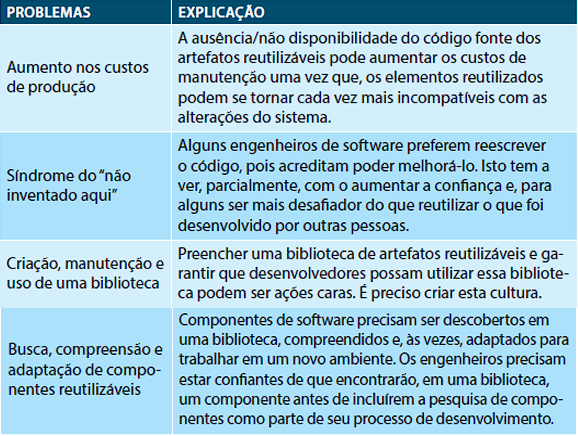 PROBLEMAS EXPLICAÇÃO
Aumento nos custos
de produção
A ausência/não disponibilidade do código fonte dos
artefatos reutilizáveis pode aumentar os custos de
manutenção uma vez que, os elementos reutilizados
podem se tornar cada vez mais incompatíveis com as
alterações do sistema.
Síndrome do “não
inventado aqui”
Alguns engenheiros de software preferem reescrever
o código, pois acreditam poder melhorá-lo. Isto tem a
ver, parcialmente, com o aumentar a confiança e, para
alguns ser mais desafiador do que reutilizar o que foi
desenvolvido por outras pessoas.
Criação, manutenção e
uso de uma biblioteca
Preencher uma biblioteca de artefatos reutilizáveis e ga-
rantir que desenvolvedores possam utilizar essa bibliote-
ca podem ser ações caras. É preciso criar esta cultura.
Busca, compreensão e
adaptação de compo-
nentes reutilizáveis
Componentes de software precisam ser descobertos em
uma biblioteca, compreendidos e, às vezes, adaptados para
trabalhar em um novo ambiente. Os engenheiros precisam
estar confiantes de que encontrarão, em uma biblioteca,
um componente antes de incluírem a pesquisa de compo-
nentes como parte de seu processo de desenvolvimento.